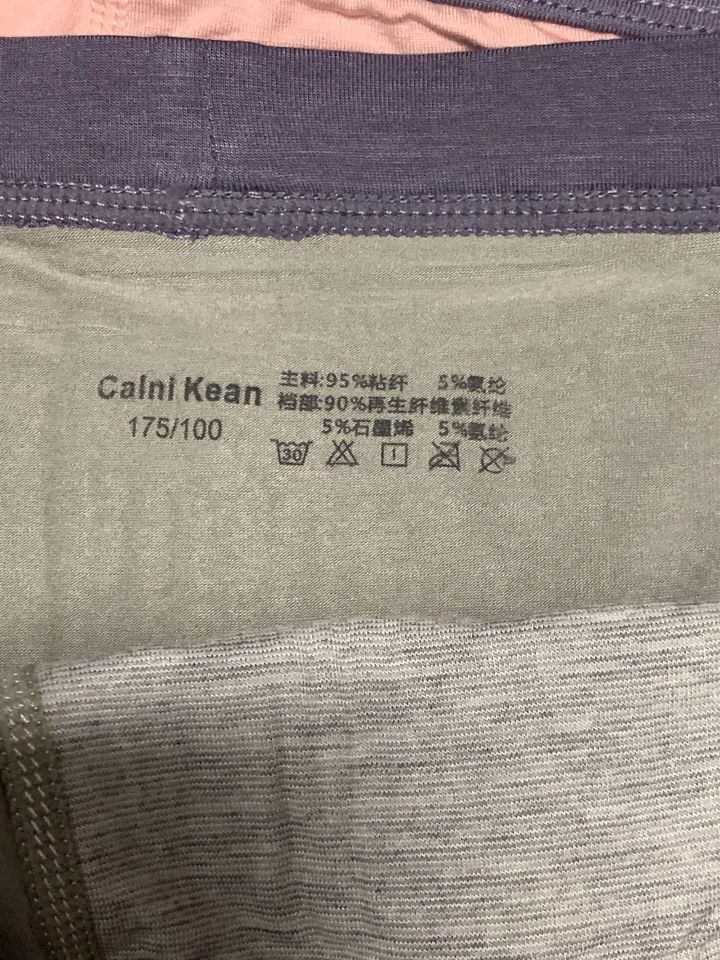 Calni Kean
175/100
主料:95%粘纤 5%氨纶
裆部:90%再生纤维素纤维
5%石墨烯 5%氨纶
30